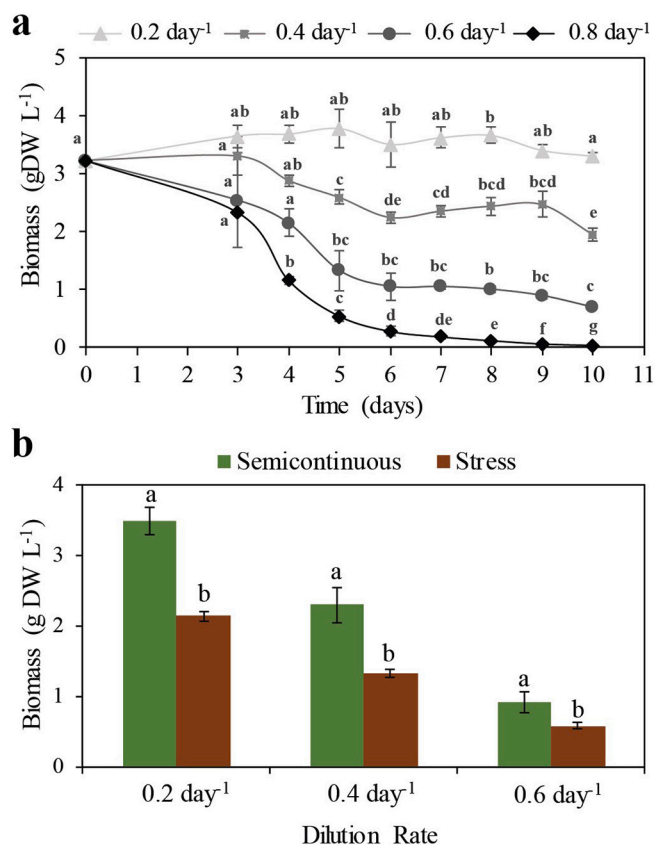 a
0.2 day-1 0.4 day-1 0.6 day-1 0.8 day-1
5
4
3
2
1
0
Biomass (gDW L-1)
a ab ab ab ab ab b ab a
a ab c de cd bcd bcd e
a a bc bc bc b bc c
a b c d de e f g
0 1 2 3 4 5 6 7 8 9 10 11
Time (days)
b
Semicontinuous Stress
4
3
2
1
0
Biomass (g DW L-1)
a b a b a b
0.2 day-1 0.4 day-1 0.6 day-1
Dilution Rate